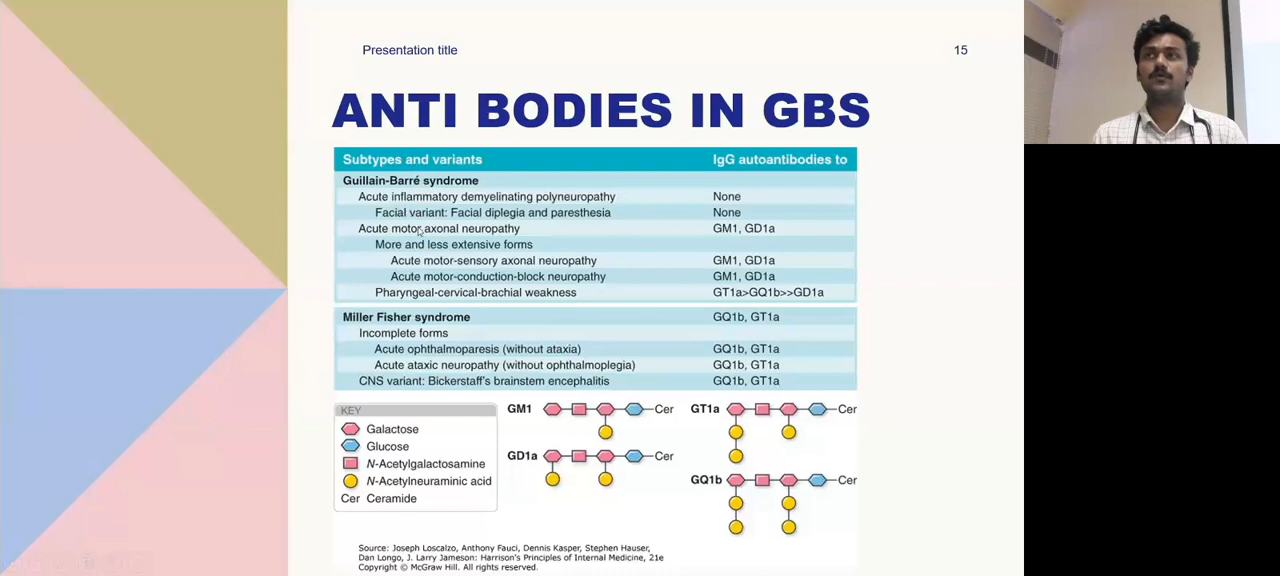 Presentation title 15
ANTI BODIES IN GBS
Subtypes and variants IgG autoantibodies to
Guillain-Barré syndrome
Acute inflammatory demyelinating polyneuropathy None
Facial variant: Facial diplegia and paresthesia None
Acute motor axonal neuropathy GM1, GD1a
More and less extensive forms
Acute motor-sensory axonal neuropathy GM1, GD1a
Acute motor-conduction-block neuropathy GM1, GD1a
Pharyngeal-cervical-brachial weakness GT1a>GQ1b>>GD1a
Miller Fisher syndrome GQ1b, GT1a
Incomplete forms
Acute ophthalmoparesis (without ataxia) GQ1b, GT1a
Acute ataxic neuropathy (without ophthalmoplegia) GQ1b, GT1a
CNS variant: Bickerstaff's brainstem encephalitis GQ1b, GT1a
KEY
Galactose
Glucose
N-Acetylgalactosamine
N-Acetylneuraminic acid
Cer Ceramide
GM1 Cer
GD1a Cer
GT1a Cer
GQ1b Cer
Source: Joseph Loscalzo, Anthony Fauci, Dennis Kasper, Stephen Hauser,
Dan Longo, J. Larry Jameson: Harrison's Principles of Internal Medicine, 21e
Copyright © McGraw Hill. All rights reserved.